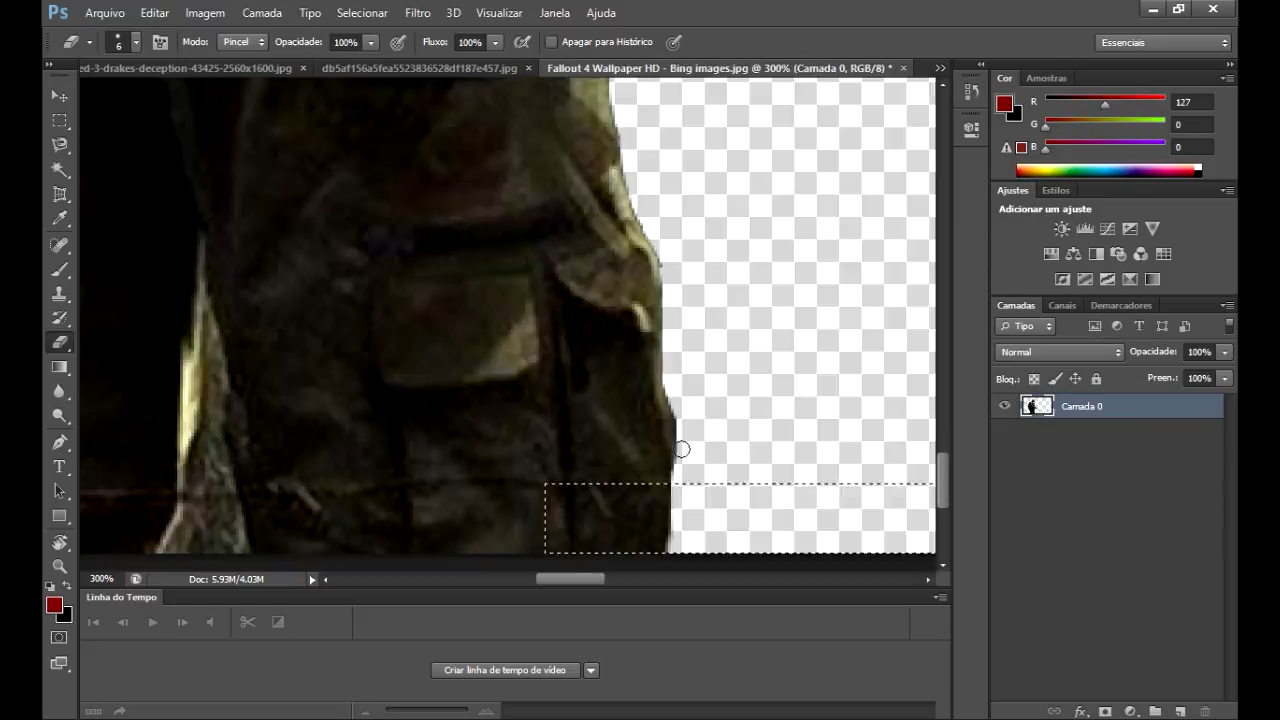 Ps Arquivo Editar Imagem Camada Tipo Selecionar Filtro 3D Visualizar Janela Ajuda
6 Modo: Pincel Opacidade: 100% Fluxo: 100% Apagar para Histórico Essenciais
ed-3-drakes-deception-43425-2560x1600.jpg × db5af156a5fea5523836528df187e457.jpg × Fallout 4 Wallpaper HD - Bing images.jpg @ 300% (Camada 0, RGB/8) * ×
Cor Amostras
R 127
G 0
B 0
Ajustes Estilos
Adicionar um ajuste
Camadas Canais Demarcadores
Tipo
Normal Opacidade: 100%
Bloq.: Preen.: 100%
Camada 0
300% Doc: 5.93M/4.03M
Linha do Tempo
Criar linha de tempo de vídeo